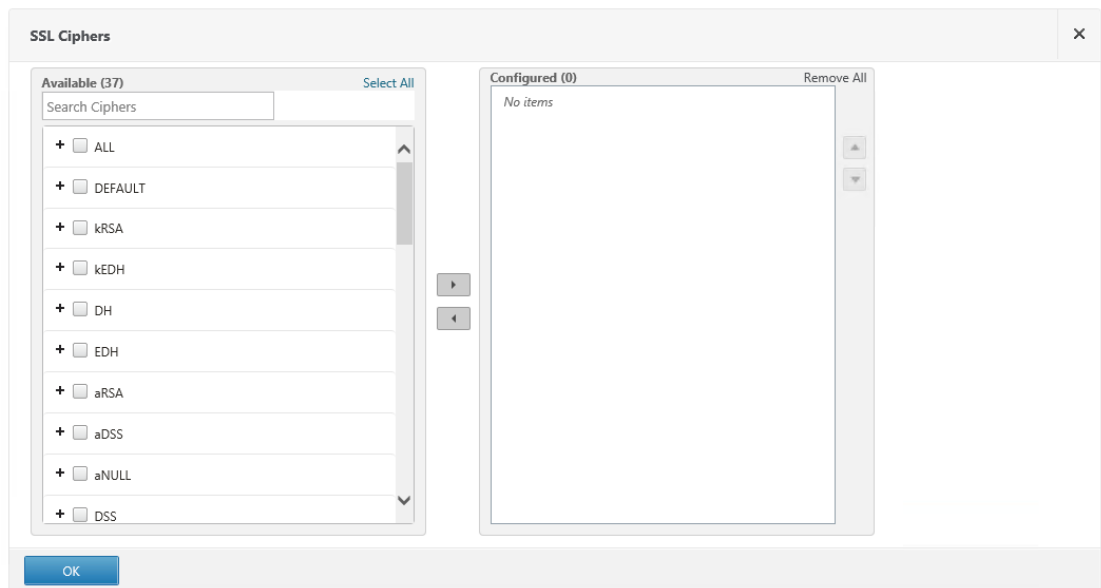 SSL Ciphers
Available (37) Select All
Search Ciphers
+ ALL
+ DEFAULT
+ kRSA
+ kEDH
+ DH
+ EDH
+ aRSA
+ aDSS
+ aNULL
+ DSS
Configured (0) Remove All
No items
OK